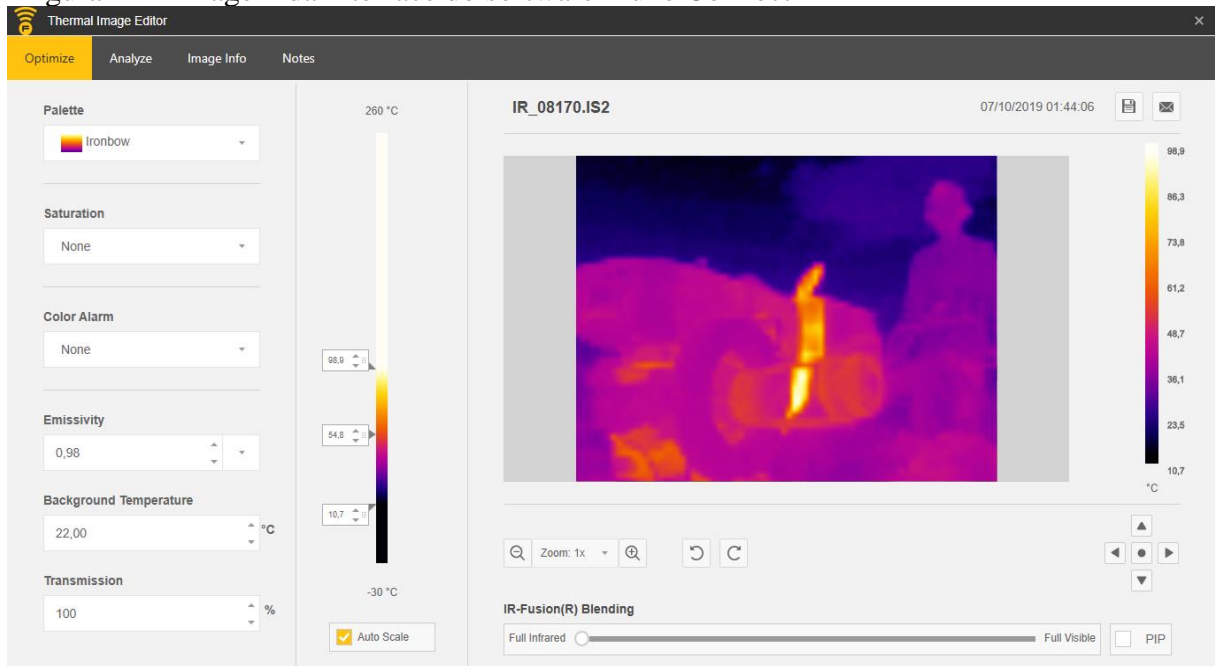 Thermal Image Editor
Optimize Analyze Image Info Notes
Palette
Ironbow
Saturation
None
Color Alarm
None
Emissivity
0,98
Background Temperature
22,00 °C
Transmission
100 %
260 °C
98,9
54,8
10,7
-30 °C
Auto Scale
IR_08170.IS2 07/10/2019 01:44:06
98,9
86,3
73,8
61,2
48,7
36,1
23,5
10,7
°C
Zoom: 1x
IR-Fusion(R) Blending
Full Infrared Full Visible PIP